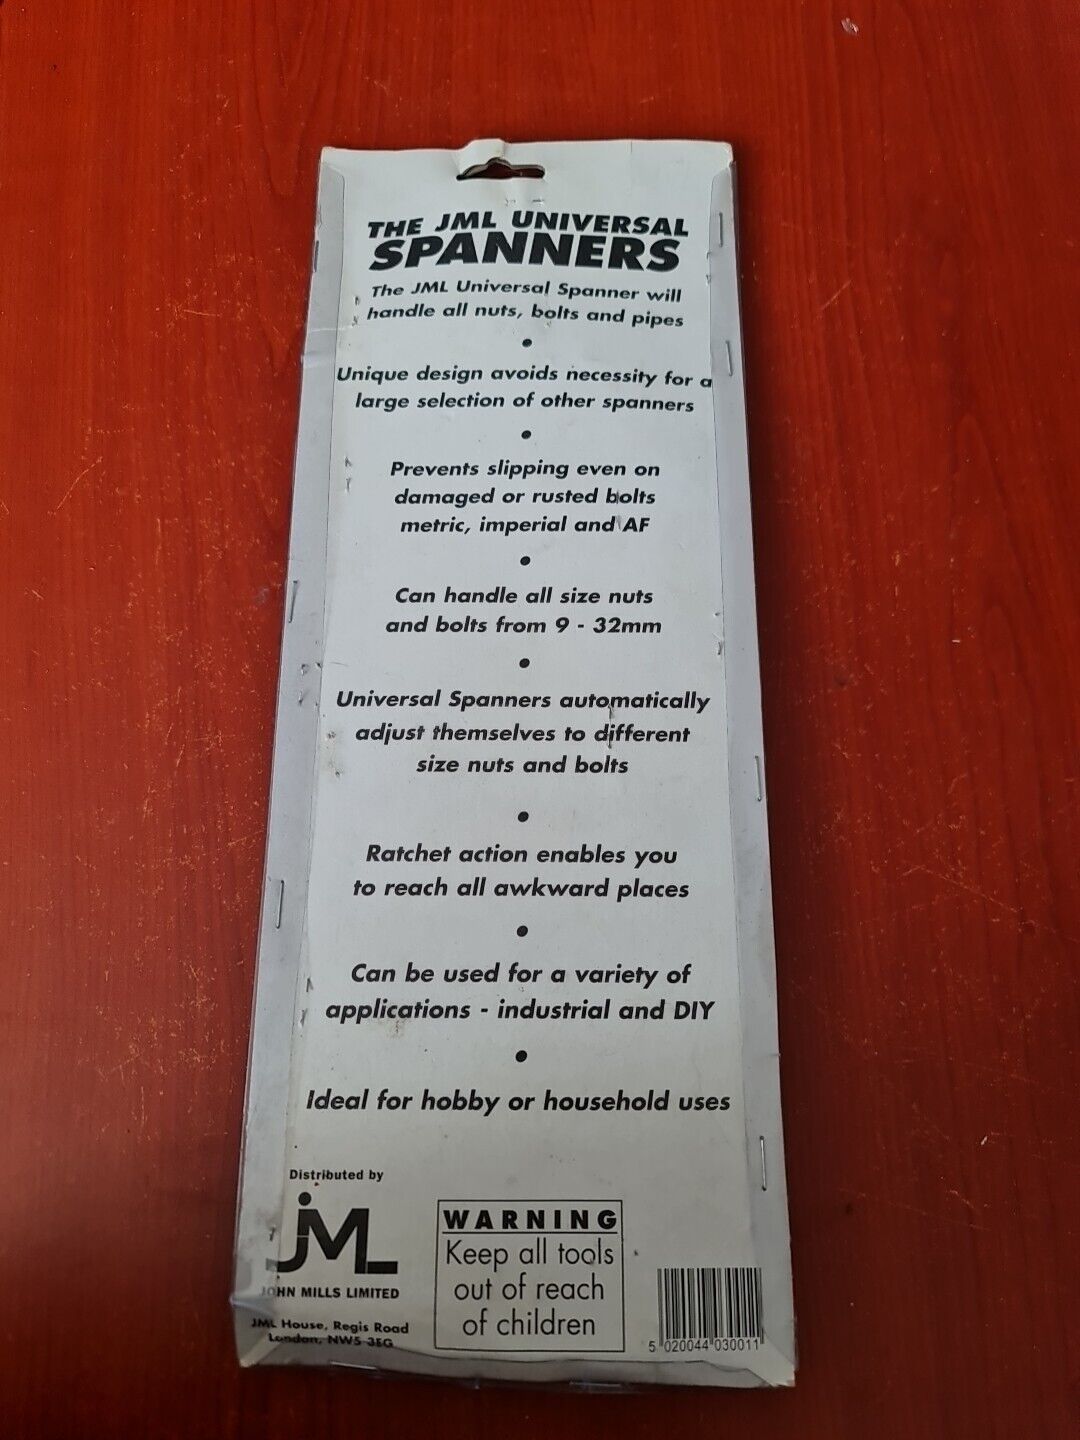 THE JML UNIVERSAL
SPANNERS
The JML Universal Spanner will
handle all nuts, bolts and pipes
•
Unique design avoids necessity for a
large selection of other spanners
•
Prevents slipping even on
damaged or rusted bolts
metric, imperial and AF
•
Can handle all size nuts
and bolts from 9 - 32mm
•
Universal Spanners automatically
adjust themselves to different
size nuts and bolts
•
Ratchet action enables you
to reach all awkward places
•
Can be used for a variety of
applications - industrial and DIY
•
Ideal for hobby or household uses
Distributed by
JML
JOHN MILLS LIMITED
JML House, Regis Road
London, NW5 3EG
WARNING
Keep all tools
out of reach
of children
5 020044 030011